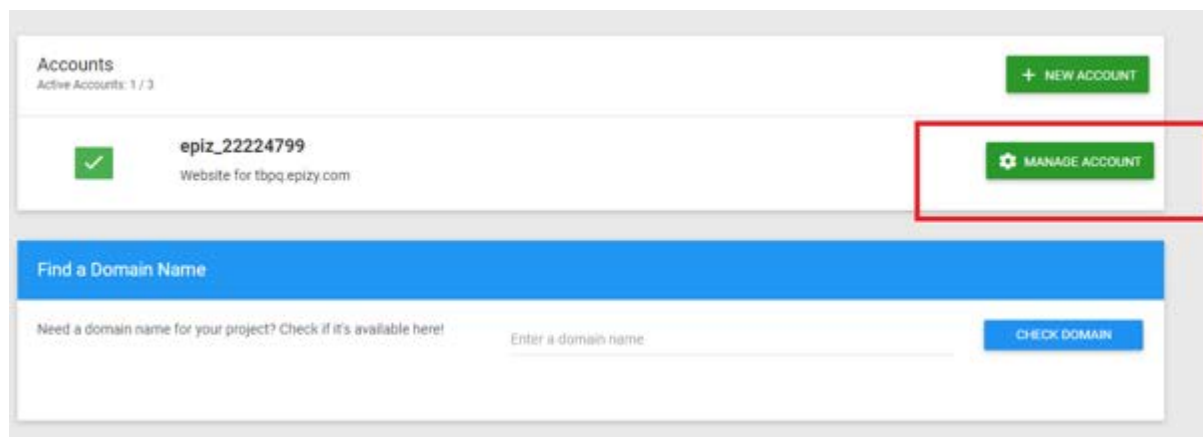 Accounts
Active Accounts: 1 / 3
+ NEW ACCOUNT
epiz_22224799
Website for tbpq.epizy.com
MANAGE ACCOUNT
Find a Domain Name
Need a domain name for your project? Check if it's available here!
Enter a domain name
CHECK DOMAIN